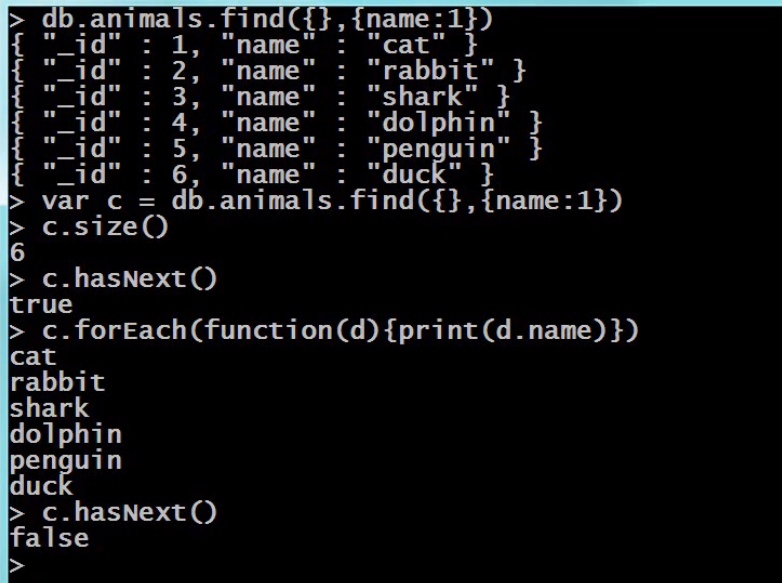 > db.animals.find({},{name:1})
{ "_id" : 1, "name" : "cat" }
{ "_id" : 2, "name" : "rabbit" }
{ "_id" : 3, "name" : "shark" }
{ "_id" : 4, "name" : "dolphin" }
{ "_id" : 5, "name" : "penguin" }
{ "_id" : 6, "name" : "duck" }
> var c = db.animals.find({},{name:1})
> c.size()
6
> c.hasNext()
true
> c.forEach(function(d){print(d.name)})
cat
rabbit
shark
dolphin
penguin
duck
> c.hasNext()
false
>